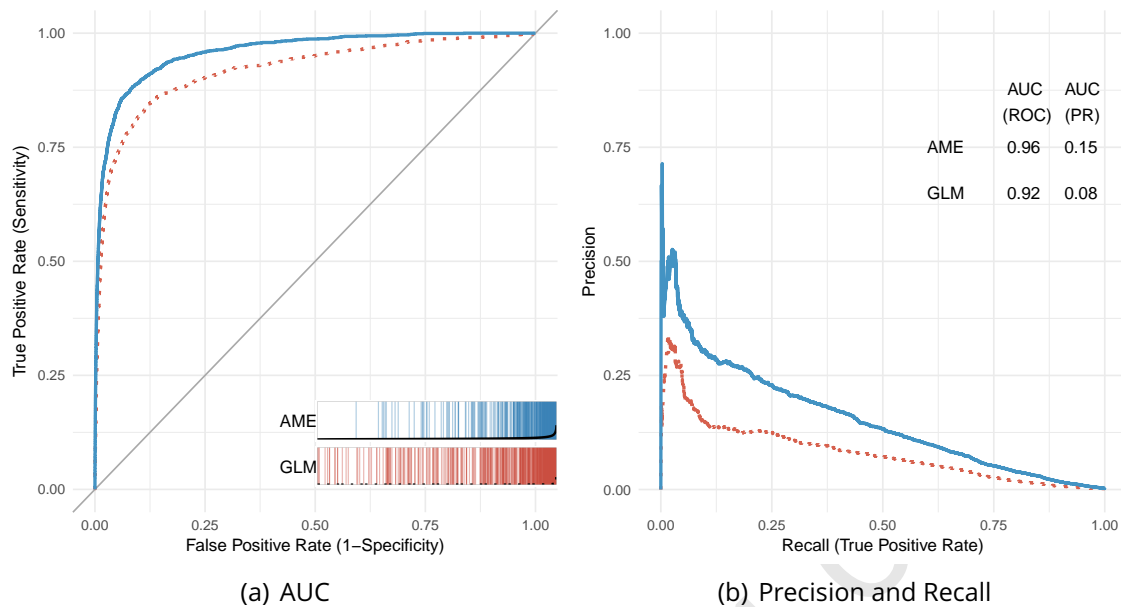 1.00
0.75
0.50
0.25
0.00
True Positive Rate (Sensitivity)
AME
GLM
0.00 0.25 0.50 0.75 1.00
False Positive Rate (1−Specificity)
(a) AUC
1.00
0.75
0.50
0.25
0.00
Precision
AUC AUC
(ROC) (PR)
AME 0.96 0.15
GLM 0.92 0.08
0.00 0.25 0.50 0.75 1.00
Recall (True Positive Rate)
(b) Precision and Recall